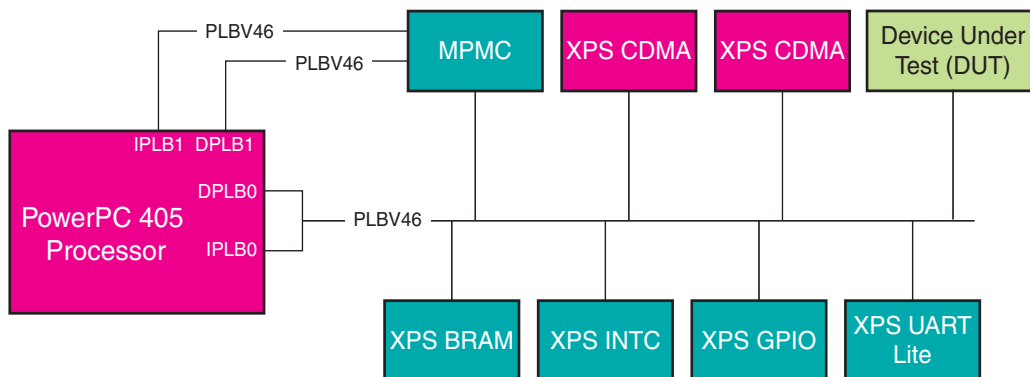 PLBV46
PLBV46
MPMC
XPS CDMA
XPS CDMA
Device Under
Test (DUT)
IPLB1 DPLB1
DPLB0
PowerPC 405
Processor
IPLB0
PLBV46
XPS BRAM
XPS INTC
XPS GPIO
XPS UART
Lite